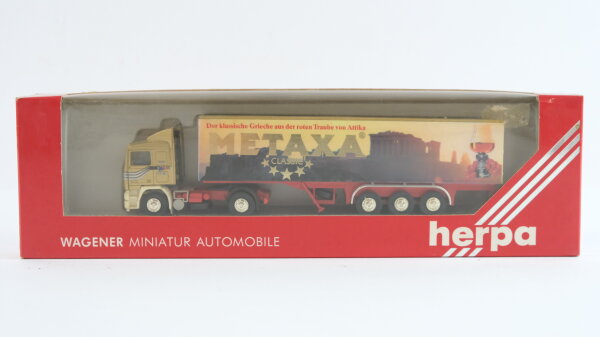 Der klassische Grieche aus der roten Traube von Attika
METAXA
CLASSIC
WAGENER MINIATUR AUTOMOBILE
herpa